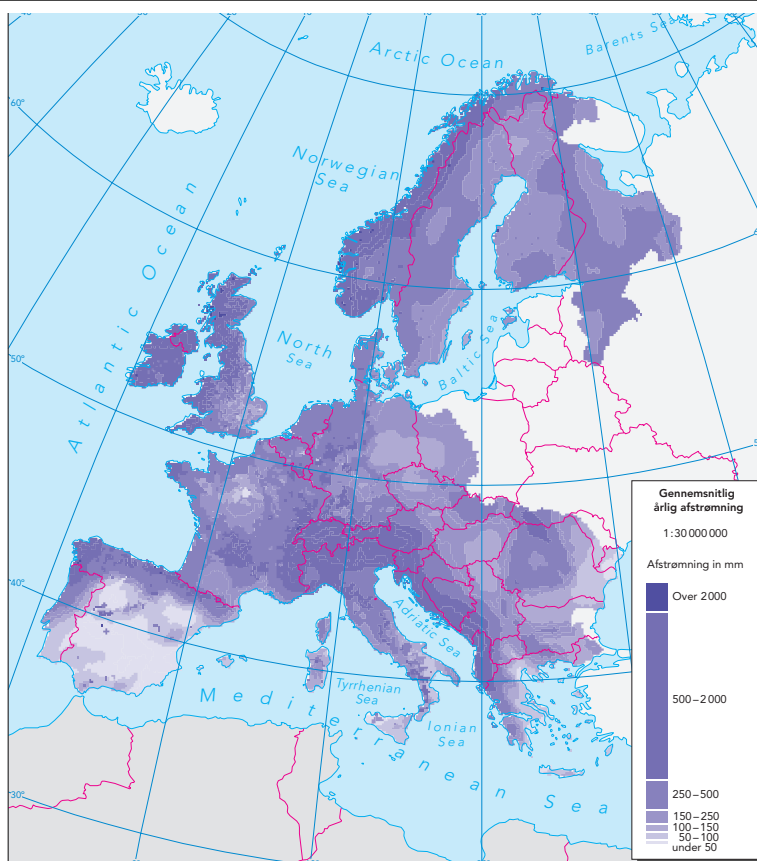 Arctic Ocean
Barents Sea
60°
Norwegian
Sea
Atlantic Ocean
50°
North
Sea
Baltic Sea
40°
Adriatic Sea
Tyrrhenian
Sea
Mediterranean Sea
Ionian
Sea
30°
Gennemsnitlig
årlig afstrømning
1:30 000 000
Afstrømning in mm
Over 2000
500–2 000
250–500
150–250
100–150
50–100
under 50